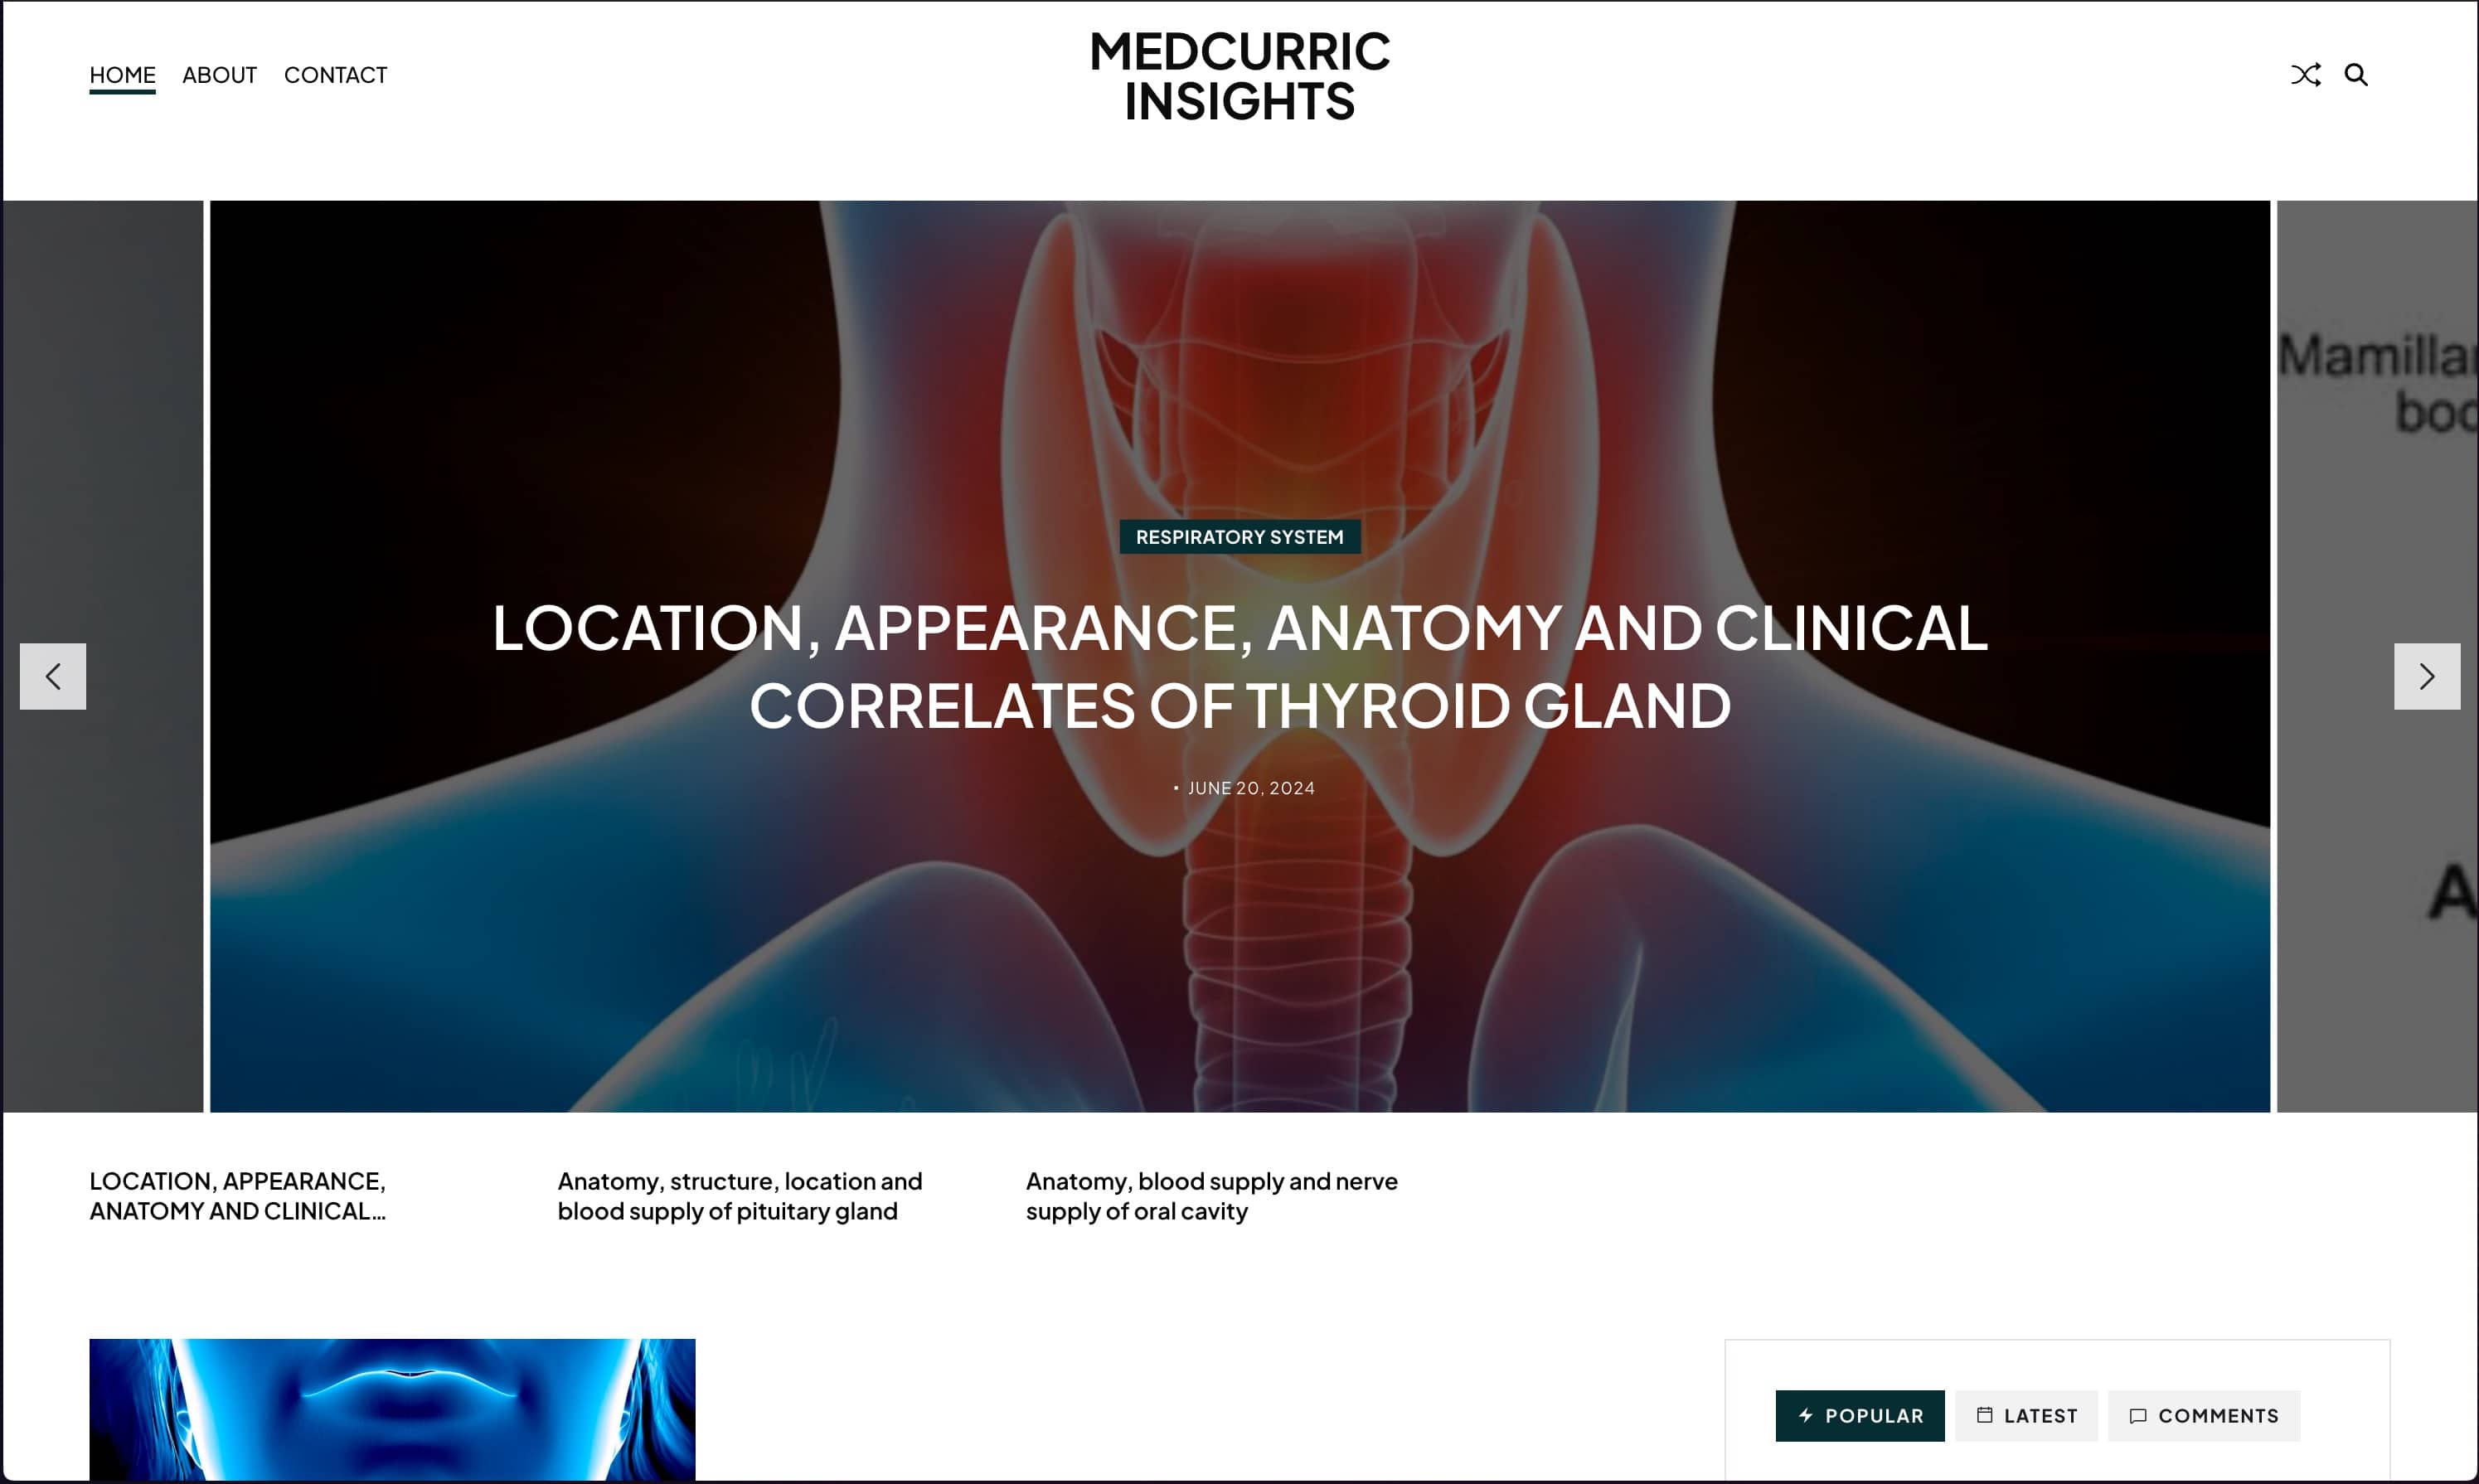 HOME ABOUT CONTACT
MEDCURRIC
INSIGHTS
RESPIRATORY SYSTEM
LOCATION, APPEARANCE, ANATOMY AND CLINICAL
CORRELATES OF THYROID GLAND
• JUNE 20, 2024
LOCATION, APPEARANCE,
ANATOMY AND CLINICAL...
Anatomy, structure, location and
blood supply of pituitary gland
Anatomy, blood supply and nerve
supply of oral cavity
POPULAR LATEST COMMENTS